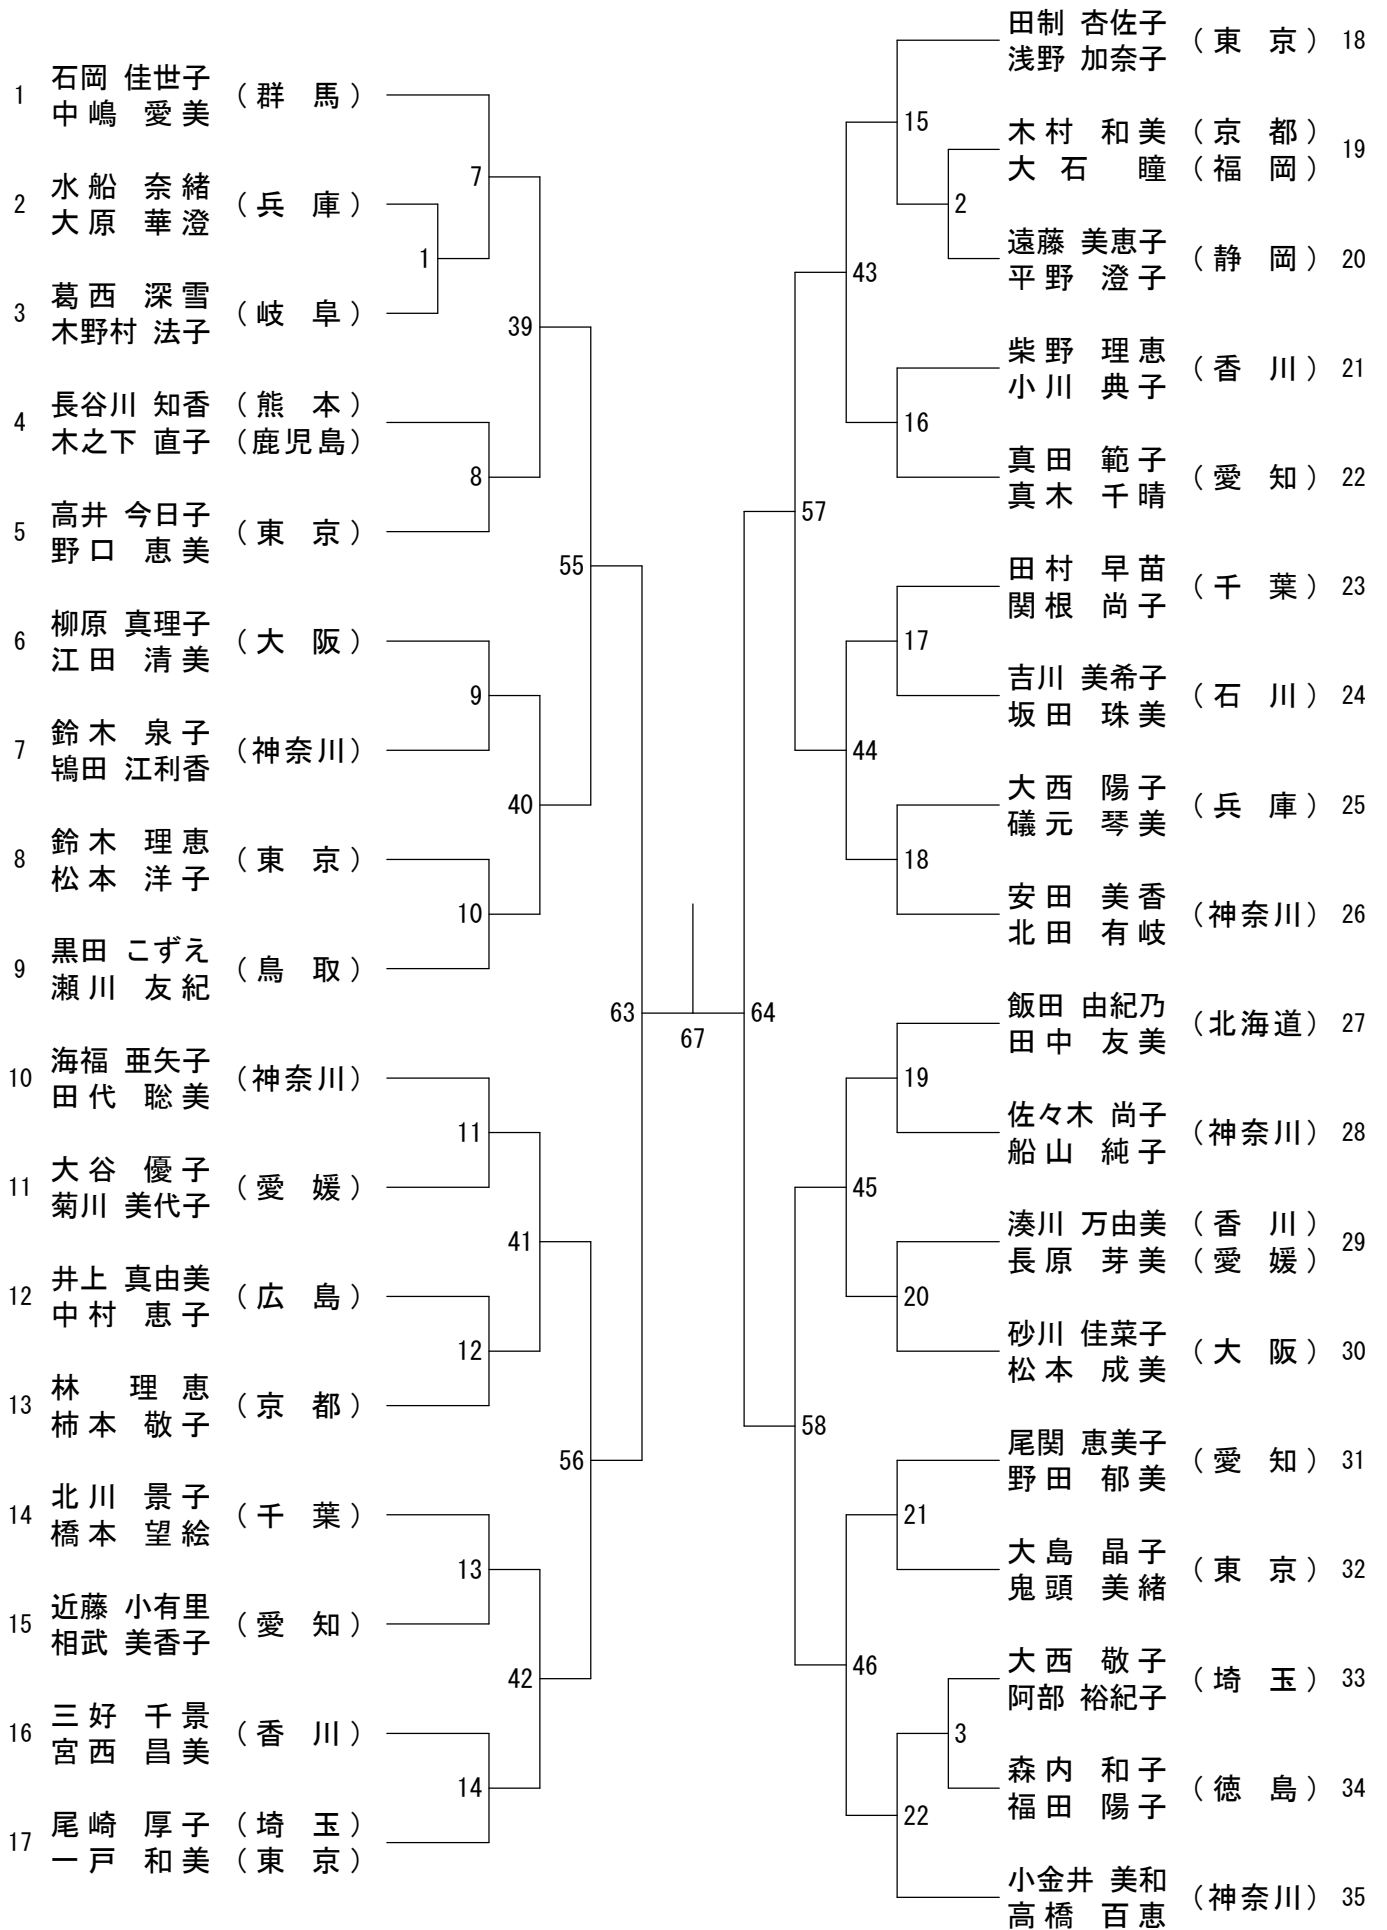 1 石岡 佳世子 (群 馬)
中嶋 愛美
2 水船 奈緒 (兵 庫)
大原 華澄
3 葛西 深雪 (岐 阜)
木野村 法子
4 長谷川 知香 (熊 本)
木之下 直子 (鹿児島)
5 高井 今日子 (東 京)
野口 恵美
6 柳原 真理子 (大 阪)
江田 清美
7 鈴木 泉子 (神奈川)
鴇田 江利香
8 鈴木 理恵 (東 京)
松本 洋子
9 黒田 こずえ (鳥 取)
瀬川 友紀
10 海福 亜矢子 (神奈川)
田代 聡美
11 大谷 優子 (愛 媛)
菊川 美代子
12 井上 真由美 (広 島)
中村 恵子
13 林 理恵 (京 都)
柿本 敬子
14 北川 景子 (千 葉)
橋本 望絵
15 近藤 小有里 (愛 知)
相武 美香子
16 三好 千景 (香 川)
宮西 昌美
17 尾崎 厚子 (埼 玉)
一戸 和美 (東 京)
1
7
8
9
10
11
12
13
14
39
40
41
42
55
56
63
67
64
57
58
43
44
45
46
15
2
16
17
18
19
20
21
3
22
田制 杏佐子 (東 京) 18
浅野 加奈子
木村 和美 (京 都) 19
大石 瞳 (福 岡)
遠藤 美恵子 (静 岡) 20
平野 澄子
柴野 理恵 (香 川) 21
小川 典子
真田 範子 (愛 知) 22
真木 千晴
田村 早苗 (千 葉) 23
関根 尚子
吉川 美希子 (石 川) 24
坂田 珠美
大西 陽子 (兵 庫) 25
礒元 琴美
安田 美香 (神奈川) 26
北田 有岐
飯田 由紀乃 (北海道) 27
田中 友美
佐々木 尚子 (神奈川) 28
船山 純子
湊川 万由美 (香 川) 29
長原 芽美 (愛 媛)
砂川 佳菜子 (大 阪) 30
松本 成美
尾関 恵美子 (愛 知) 31
野田 郁美
大島 晶子 (東 京) 32
鬼頭 美緒
大西 敬子 (埼 玉) 33
阿部 裕紀子
森内 和子 (徳 島) 34
福田 陽子
小金井 美和 (神奈川) 35
高橋 百恵